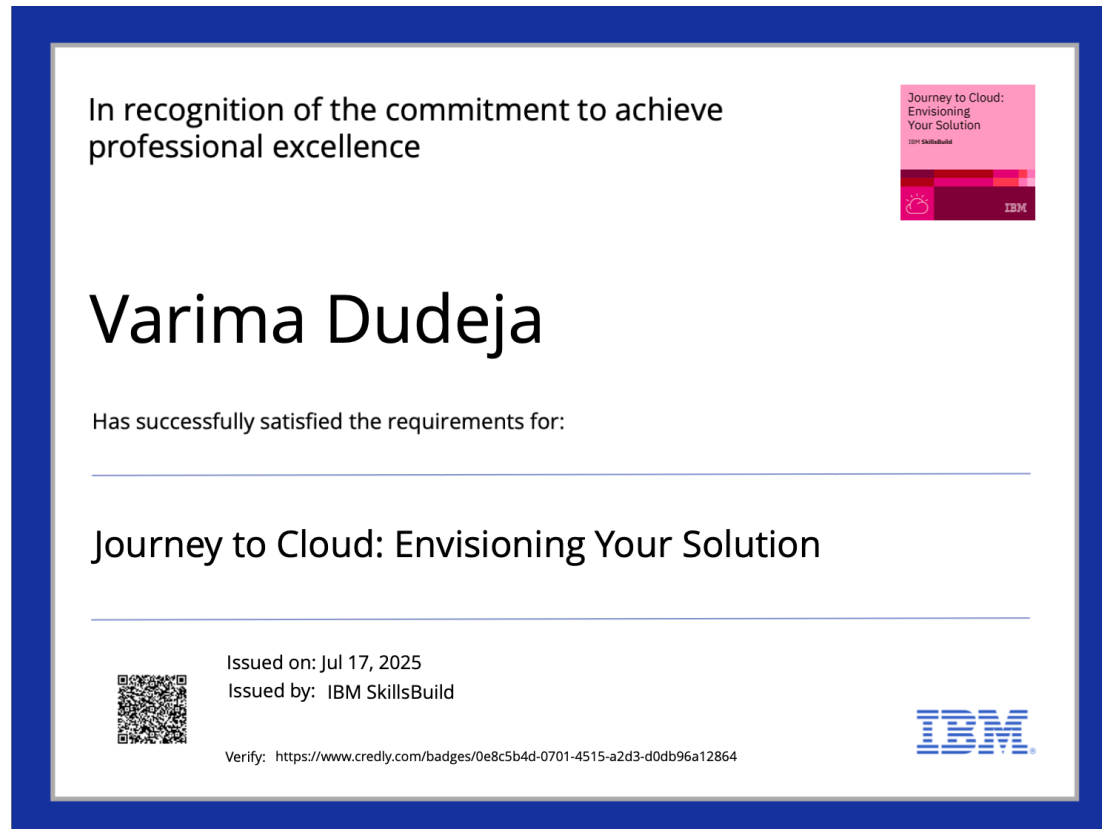 In recognition of the commitment to achieve
professional excellence
Journey to Cloud:
Envisioning
Your Solution
IBM SkillsBuild
IBM
Varima Dudeja
Has successfully satisfied the requirements for:
Journey to Cloud: Envisioning Your Solution
Issued on: Jul 17, 2025
Issued by: IBM SkillsBuild
Verify: https://www.credly.com/badges/0e8c5b4d-0701-4515-a2d3-d0db96a12864
IBM®